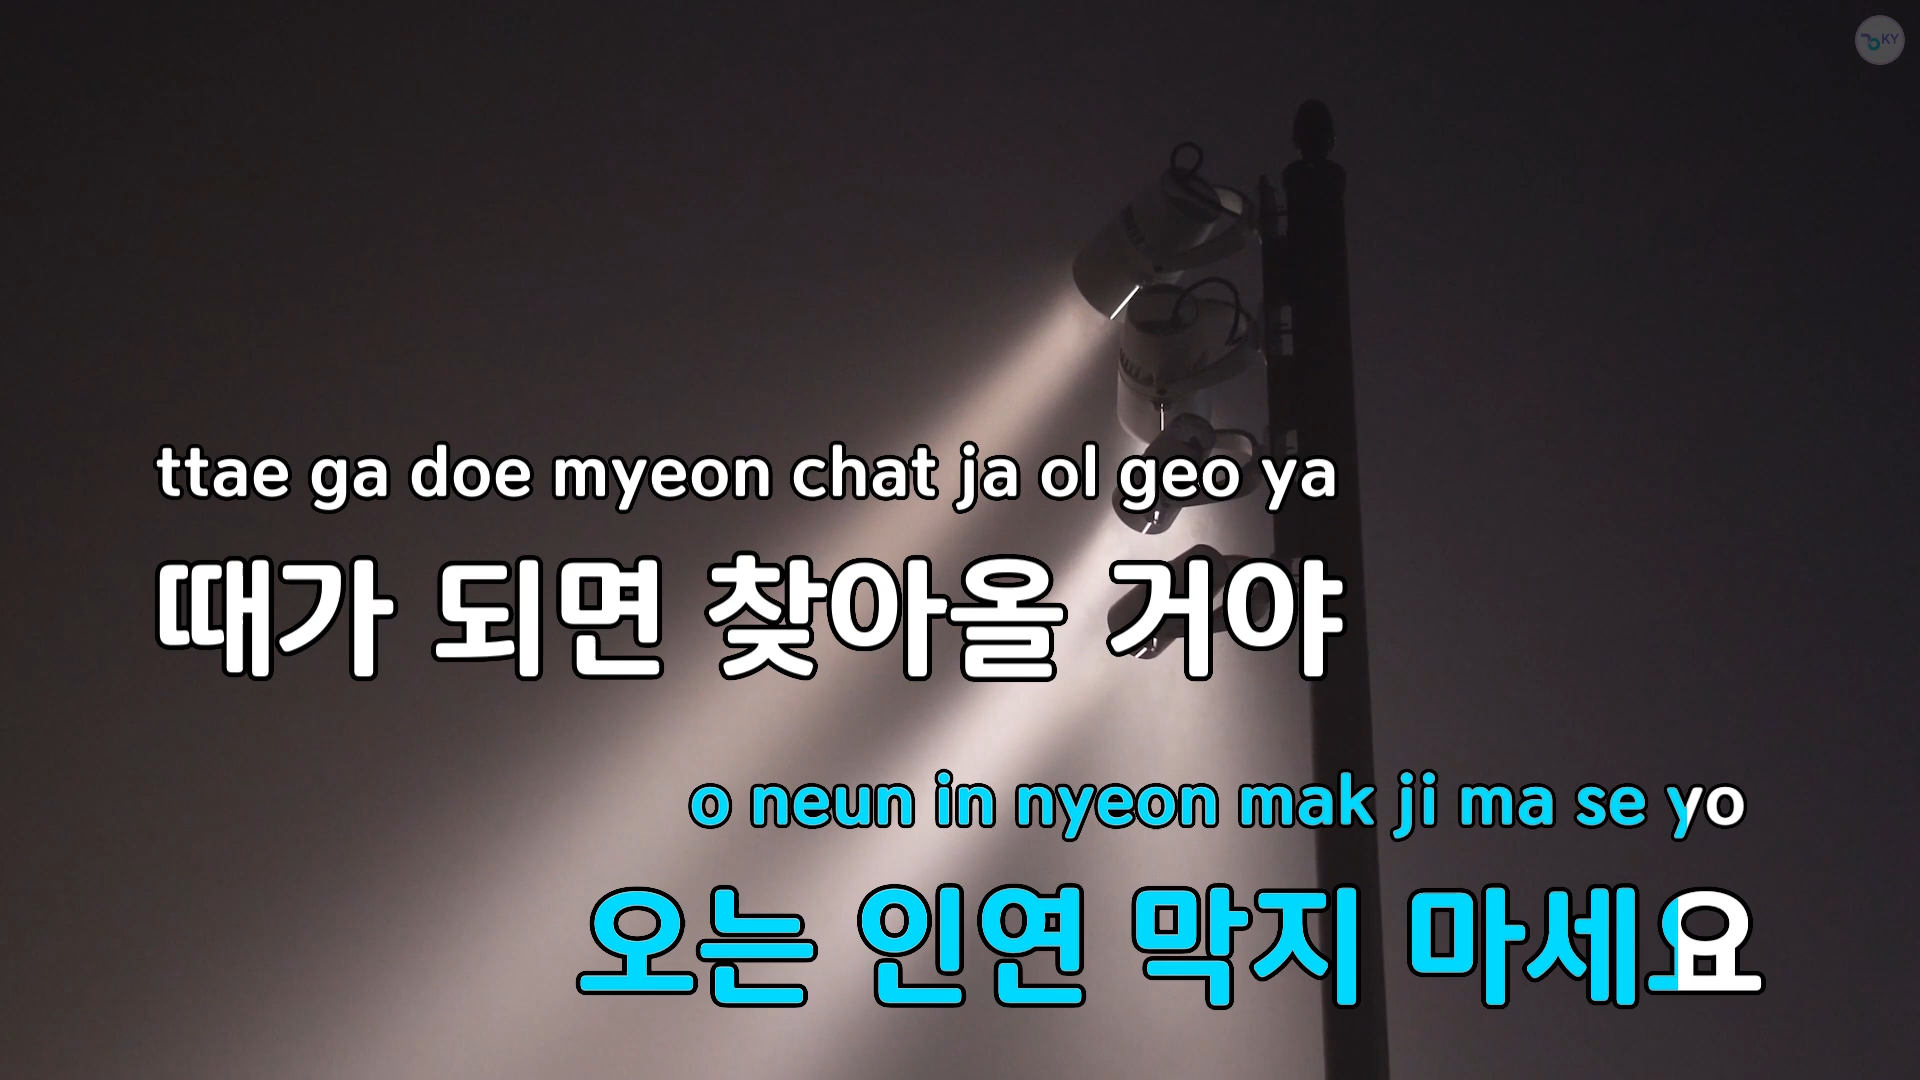 KY
ttae ga doe myeon chat ja ol geo ya
때가 되면 찾아올 거야
o neun in nyeon mak ji ma se yo
오는 인연 막지 마세요